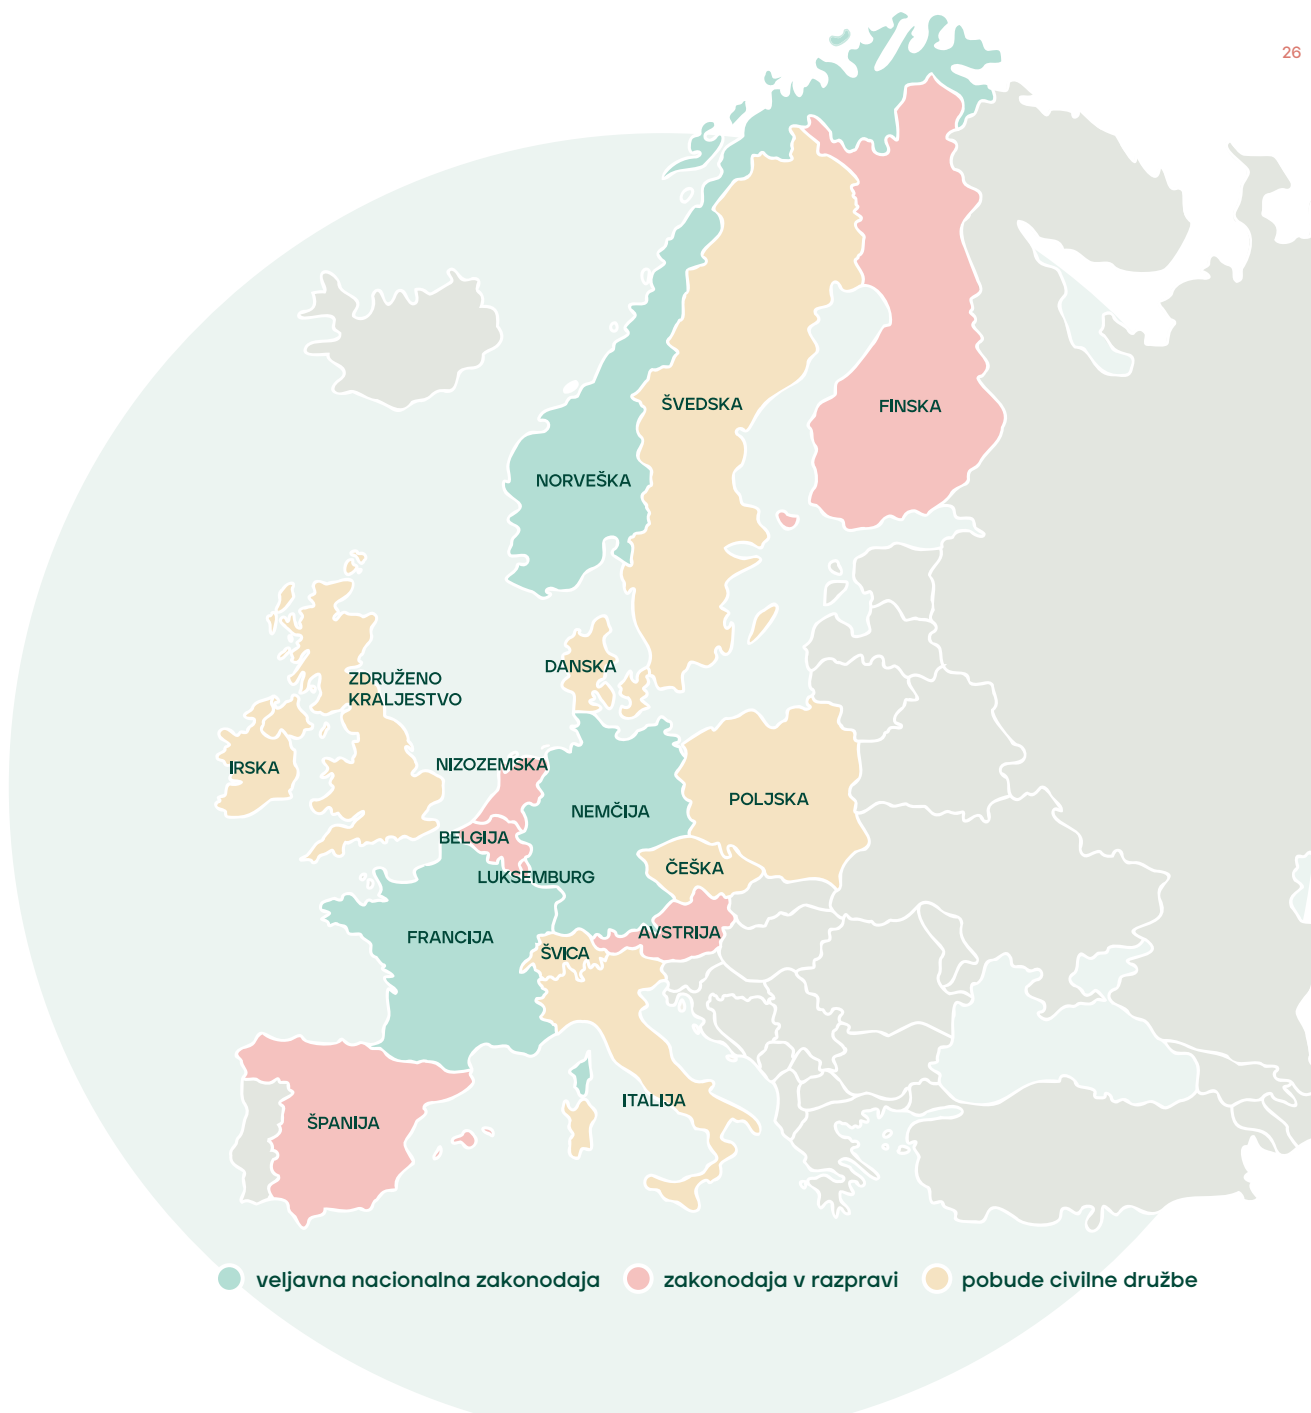 26
ŠVEDSKA
FINSKA
NORVEŠKA
DANSKA
ZDRUŽENO
KRALJESTVO
IRSKA
NIZOZEMSKA
POLJSKA
NEMČIJA
BELGIJA
ČEŠKA
LUKSEMBURG
AVSTRIJA
FRANCIJA
ŠVICA
ITALIJA
ŠPANIJA
veljavna nacionalna zakonodaja
zakonodaja v razpravi
pobude civilne družbe